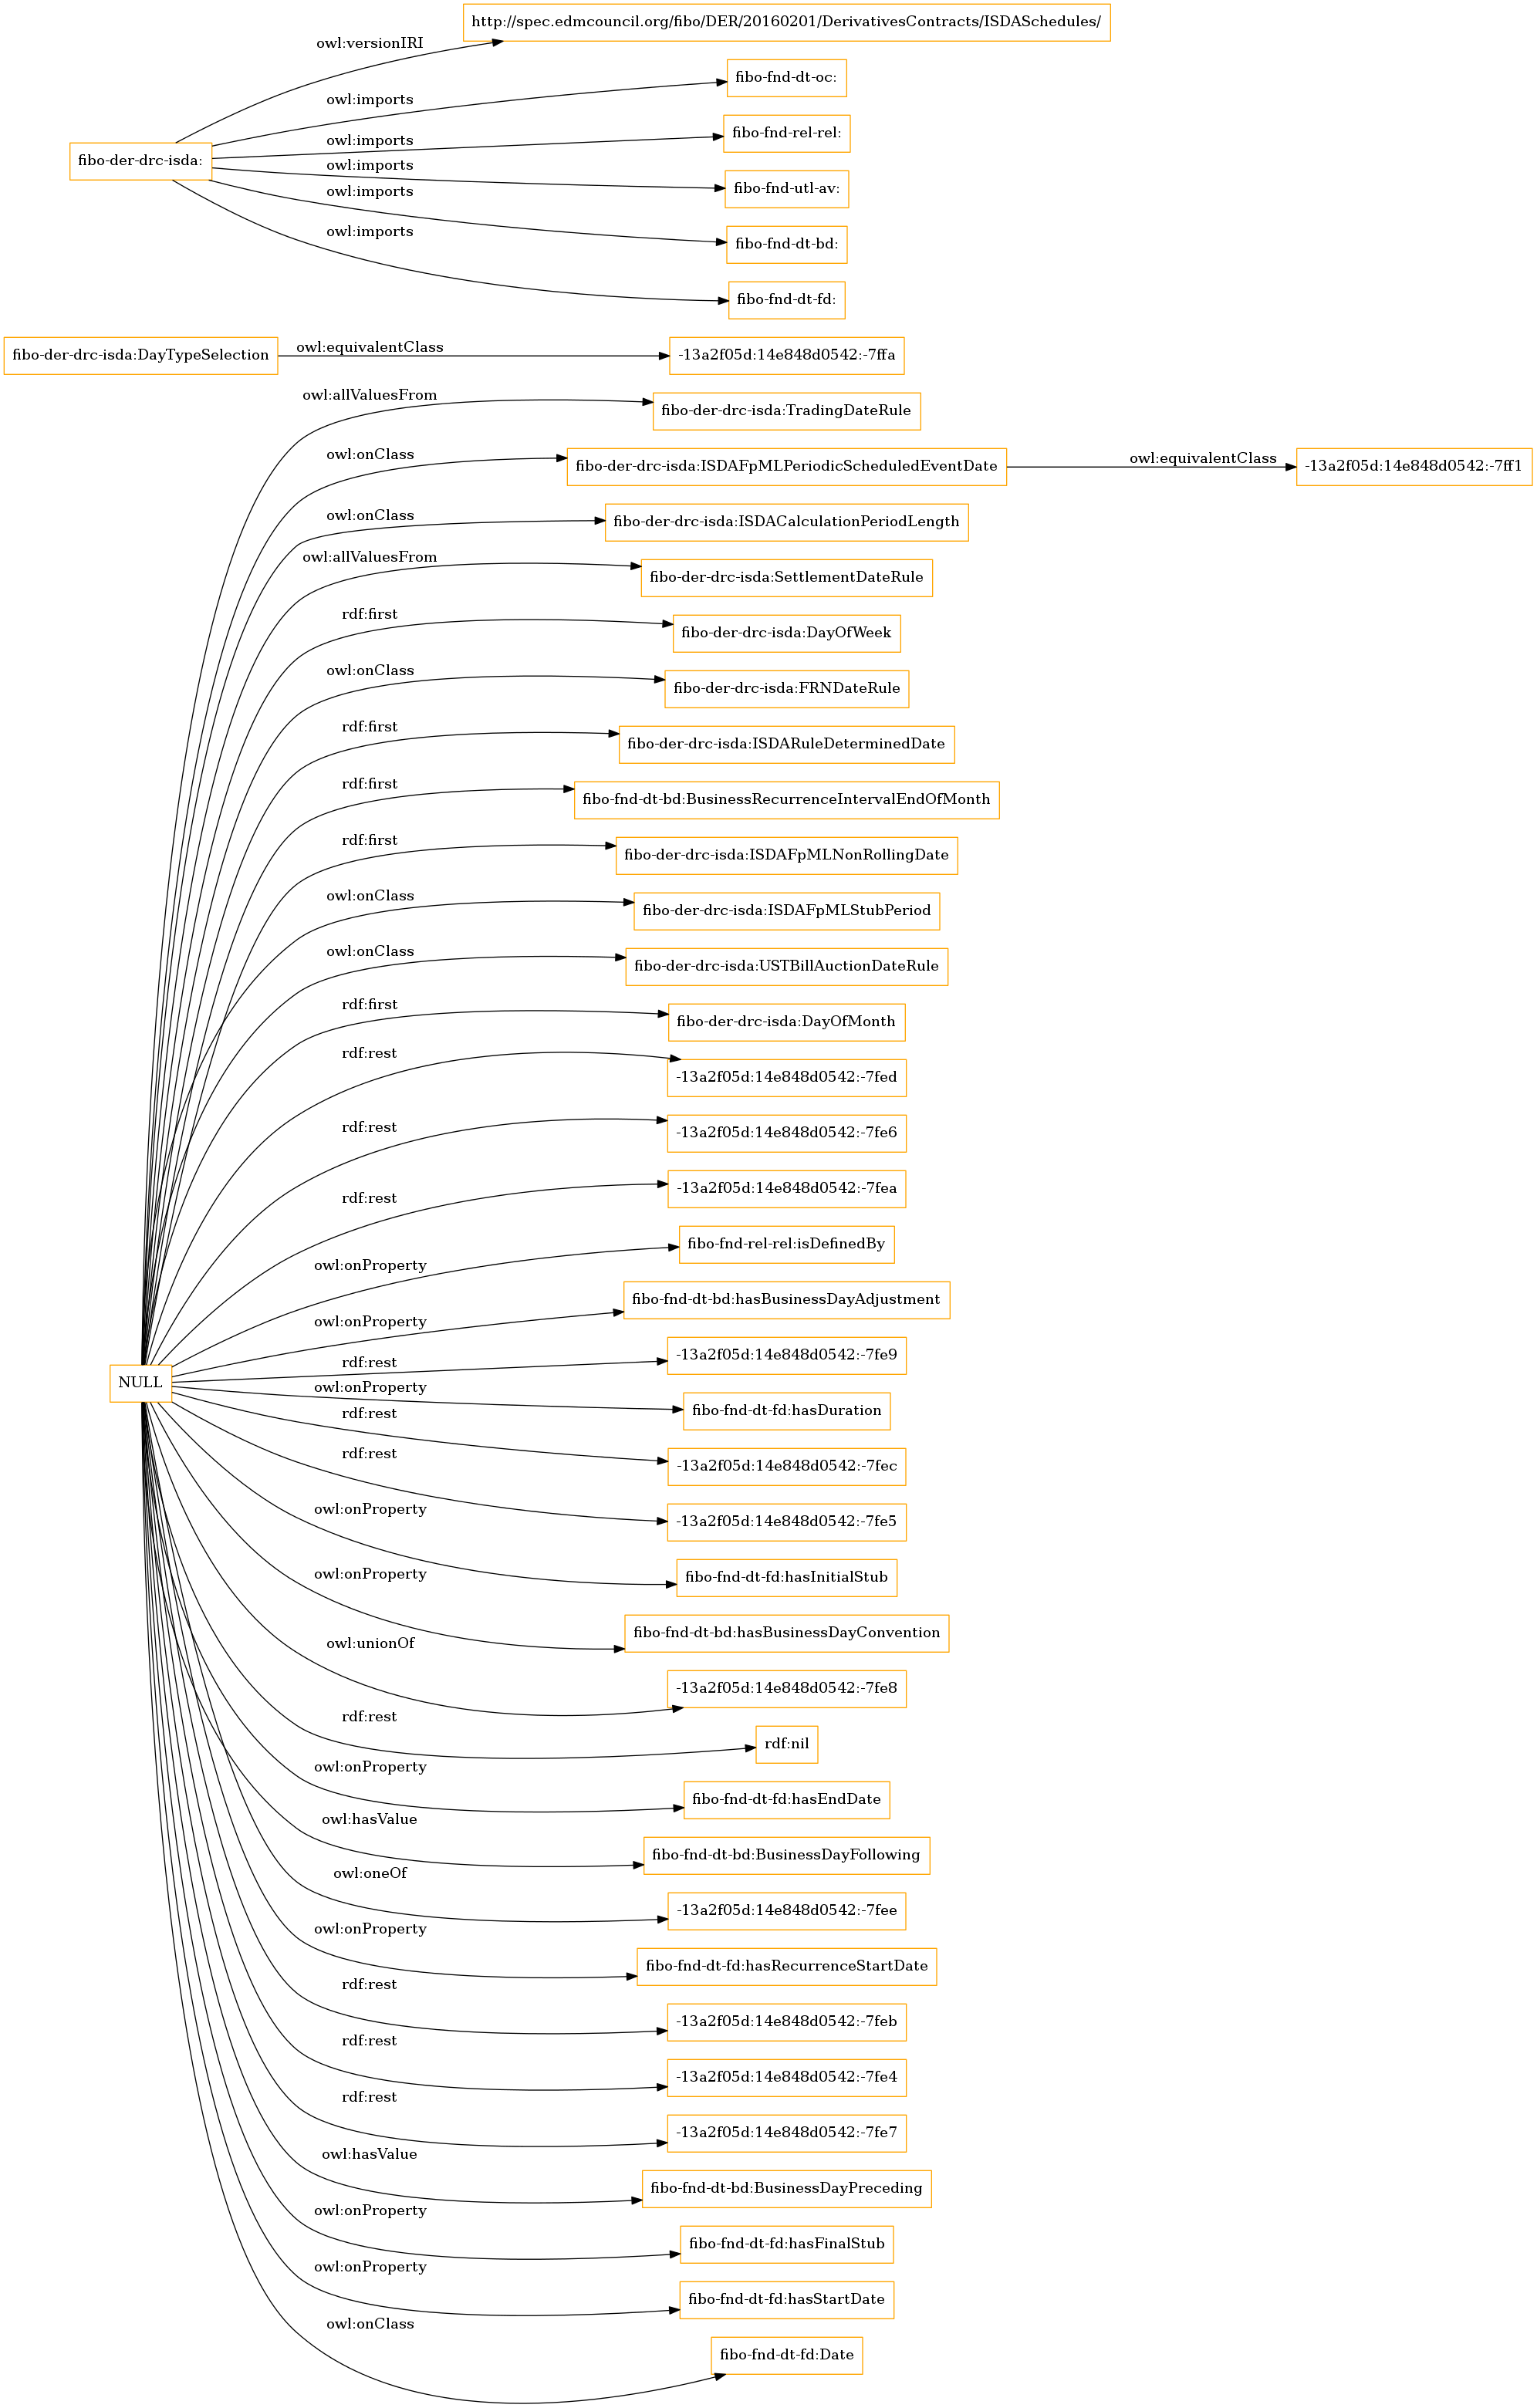 http://spec.edmcouncil.org/fibo/DER/20160201/DerivativesContracts/ISDASchedules/
owl:versionIRI
fibo-fnd-dt-oc:
owl:imports
fibo-fnd-rel-rel:
owl:imports
fibo-der-drc-isda:
owl:imports
fibo-fnd-utl-av:
owl:imports
fibo-fnd-dt-bd:
owl:imports
fibo-fnd-dt-fd:
fibo-der-drc-isda:DayTypeSelection
owl:equivalentClass
-13a2f05d:14e848d0542:-7ffa
owl:allValuesFrom
fibo-der-drc-isda:TradingDateRule
owl:onClass
fibo-der-drc-isda:ISDAFpMLPeriodicScheduledEventDate
owl:equivalentClass
-13a2f05d:14e848d0542:-7ff1
owl:onClass
fibo-der-drc-isda:ISDACalculationPeriodLength
owl:allValuesFrom
fibo-der-drc-isda:SettlementDateRule
rdf:first
fibo-der-drc-isda:DayOfWeek
owl:onClass
fibo-der-drc-isda:FRNDateRule
rdf:first
fibo-der-drc-isda:ISDARuleDeterminedDate
rdf:first
fibo-fnd-dt-bd:BusinessRecurrenceIntervalEndOfMonth
rdf:first
fibo-der-drc-isda:ISDAFpMLNonRollingDate
owl:onClass
fibo-der-drc-isda:ISDAFpMLStubPeriod
owl:onClass
fibo-der-drc-isda:USTBillAuctionDateRule
rdf:first
fibo-der-drc-isda:DayOfMonth
rdf:rest
-13a2f05d:14e848d0542:-7fed
rdf:rest
-13a2f05d:14e848d0542:-7fe6
rdf:rest
-13a2f05d:14e848d0542:-7fea
owl:onProperty
fibo-fnd-rel-rel:isDefinedBy
owl:onProperty
fibo-fnd-dt-bd:hasBusinessDayAdjustment
rdf:rest
-13a2f05d:14e848d0542:-7fe9
NULL
owl:onProperty
fibo-fnd-dt-fd:hasDuration
rdf:rest
-13a2f05d:14e848d0542:-7fec
rdf:rest
-13a2f05d:14e848d0542:-7fe5
owl:onProperty
fibo-fnd-dt-fd:hasInitialStub
owl:onProperty
fibo-fnd-dt-bd:hasBusinessDayConvention
owl:unionOf
-13a2f05d:14e848d0542:-7fe8
rdf:rest
rdf:nil
owl:onProperty
fibo-fnd-dt-fd:hasEndDate
owl:hasValue
fibo-fnd-dt-bd:BusinessDayFollowing
owl:oneOf
-13a2f05d:14e848d0542:-7fee
owl:onProperty
fibo-fnd-dt-fd:hasRecurrenceStartDate
rdf:rest
-13a2f05d:14e848d0542:-7feb
rdf:rest
-13a2f05d:14e848d0542:-7fe4
rdf:rest
-13a2f05d:14e848d0542:-7fe7
owl:hasValue
fibo-fnd-dt-bd:BusinessDayPreceding
owl:onProperty
fibo-fnd-dt-fd:hasFinalStub
owl:onProperty
fibo-fnd-dt-fd:hasStartDate
owl:onClass
fibo-fnd-dt-fd:Date